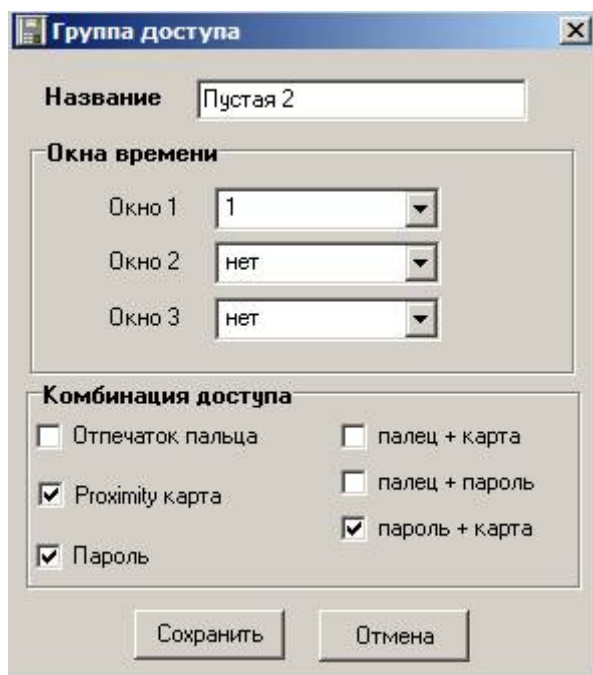 Группа доступа
Название Пустая 2
Окна времени
Окно 1 1
Окно 2 нет
Окно 3 нет
Комбинация доступа
Отпечаток пальца палец + карта
Proximity карта палец + пароль
Пароль пароль + карта
Сохранить Отмена